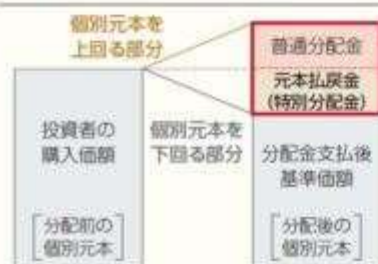 個別元本を
上回る部分
普通分配金
元本払戻金
(特別分配金)
投資者の
購入価額
個別元本を
下回る部分
分配金支払後
基準価額
分配前の
個別元本
分配後の
個別元本